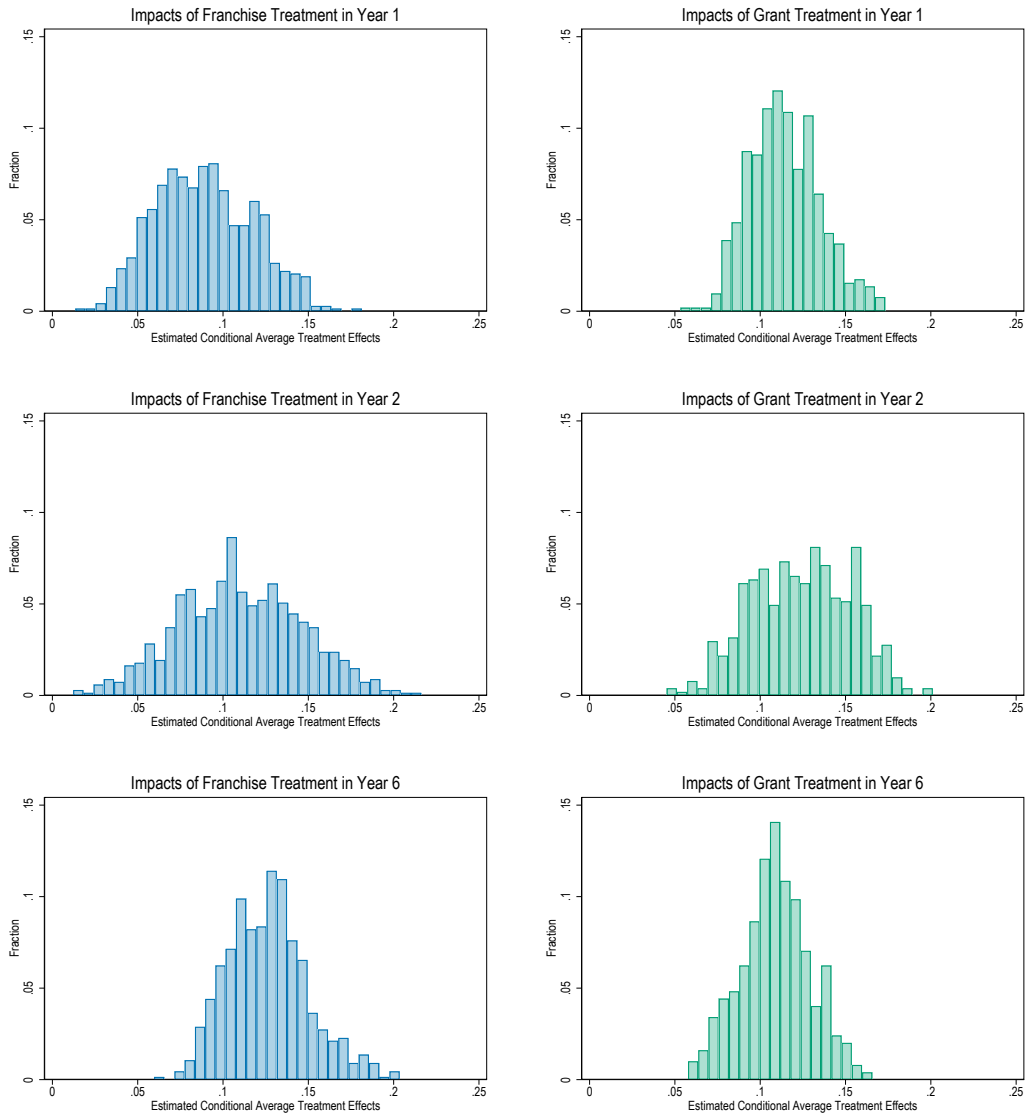 Impacts of Franchise Treatment in Year 1
.15
.1
.05
0
Fraction
0 .05 .1 .15 .2 .25
Estimated Conditional Average Treatment Effects
Impacts of Grant Treatment in Year 1
.15
.1
.05
0
Fraction
0 .05 .1 .15 .2 .25
Estimated Conditional Average Treatment Effects
Impacts of Franchise Treatment in Year 2
.15
.1
.05
0
Fraction
0 .05 .1 .15 .2 .25
Estimated Conditional Average Treatment Effects
Impacts of Grant Treatment in Year 2
.15
.1
.05
0
Fraction
0 .05 .1 .15 .2 .25
Estimated Conditional Average Treatment Effects
Impacts of Franchise Treatment in Year 6
.15
.1
.05
0
Fraction
0 .05 .1 .15 .2 .25
Estimated Conditional Average Treatment Effects
Impacts of Grant Treatment in Year 6
.15
.1
.05
0
Fraction
0 .05 .1 .15 .2 .25
Estimated Conditional Average Treatment Effects